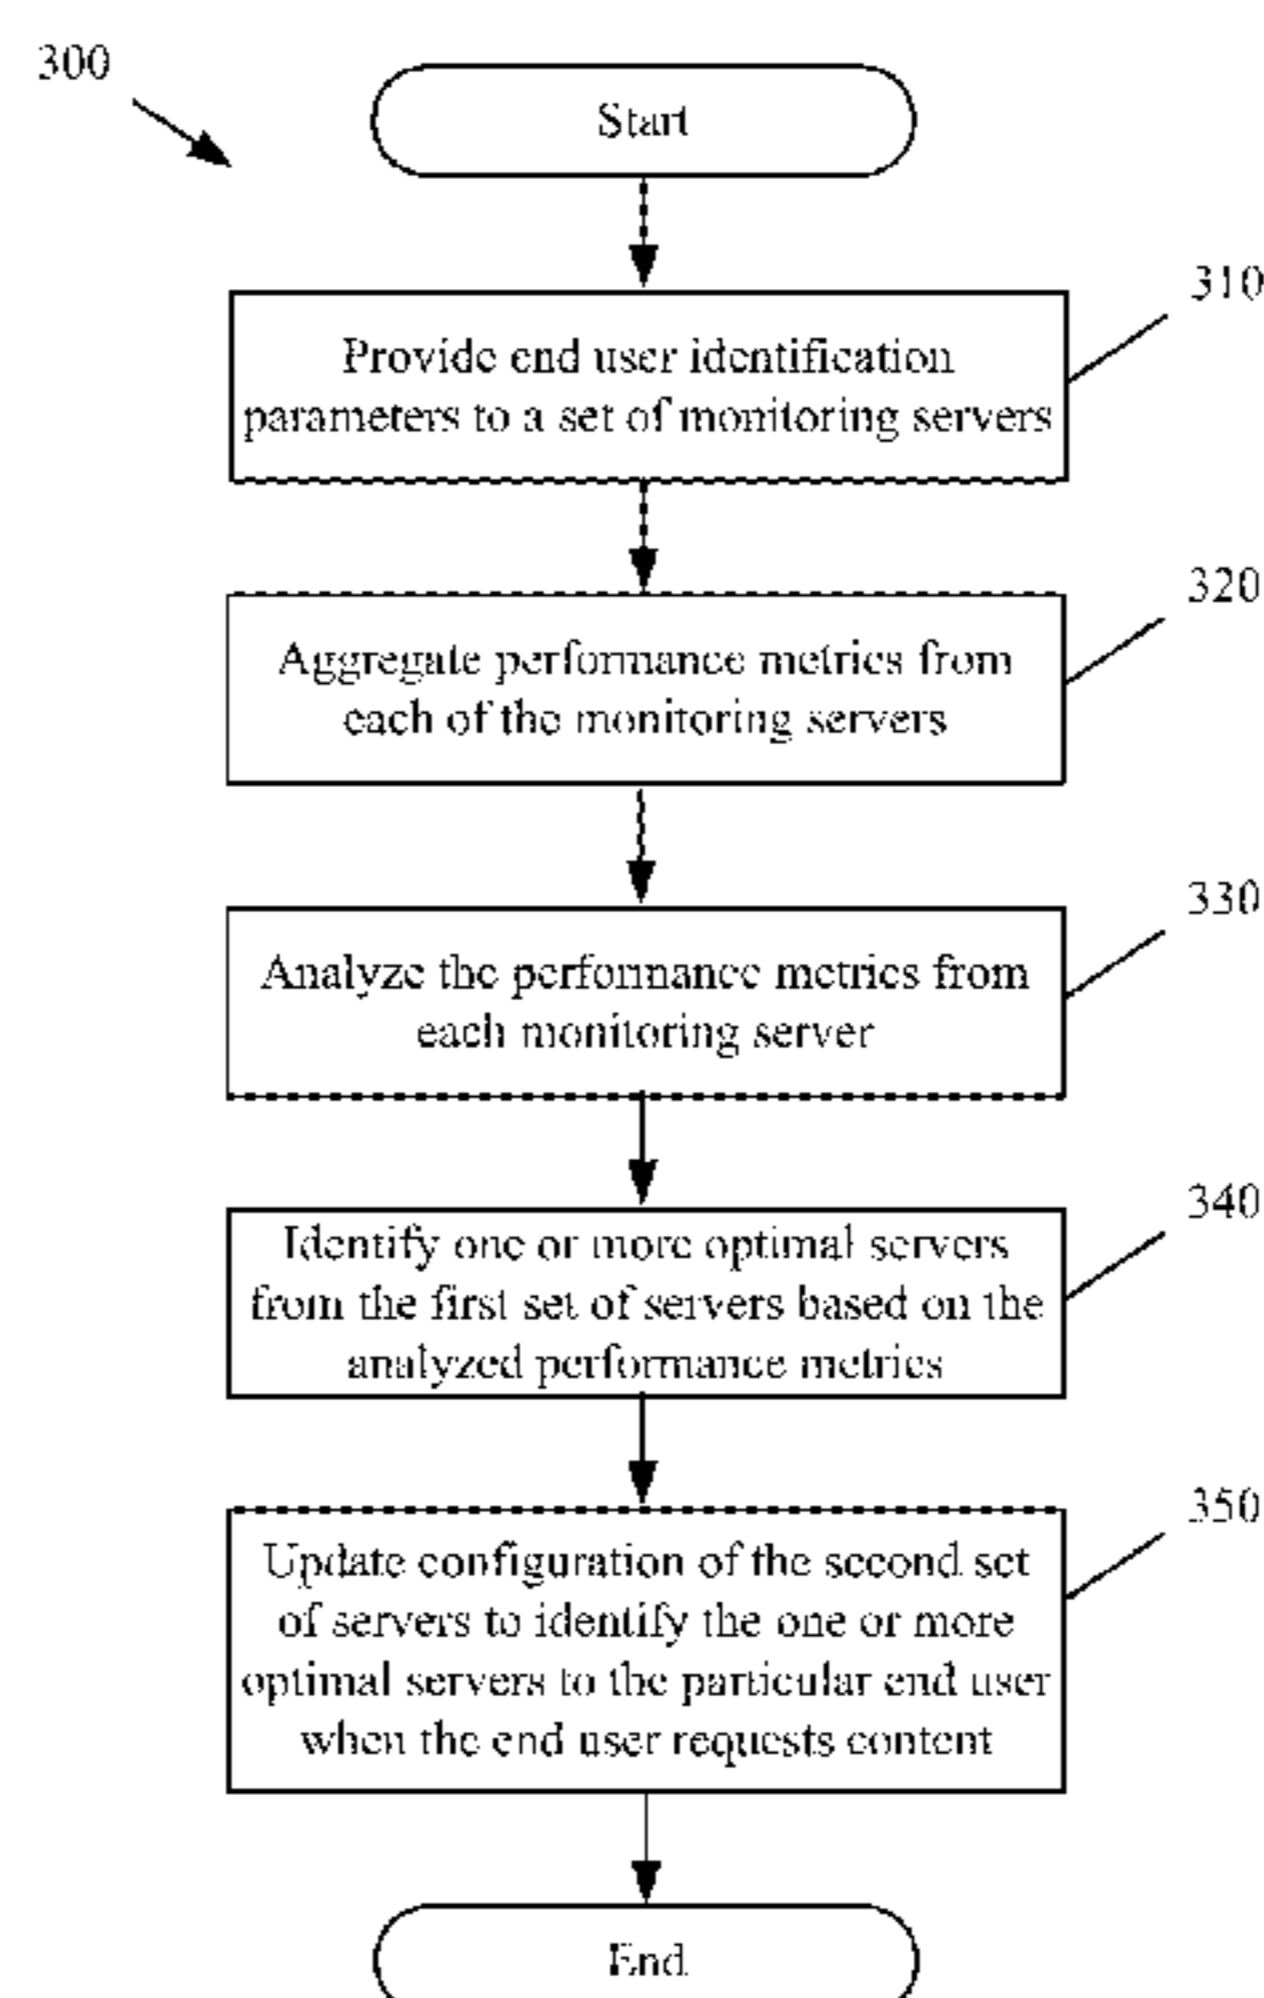 300
Start
310
Provide end user identification
parameters to a set of monitoring servers
320
Aggregate performance metrics from
each of the monitoring servers
330
Analyze the performance metrics from
each monitoring server
340
Identify one or more optimal servers
from the first set of servers based on the
analyzed performance metrics
350
Update configuration of the second set
of servers to identify the one or more
optimal servers to the particular end user
when the end user requests content
End